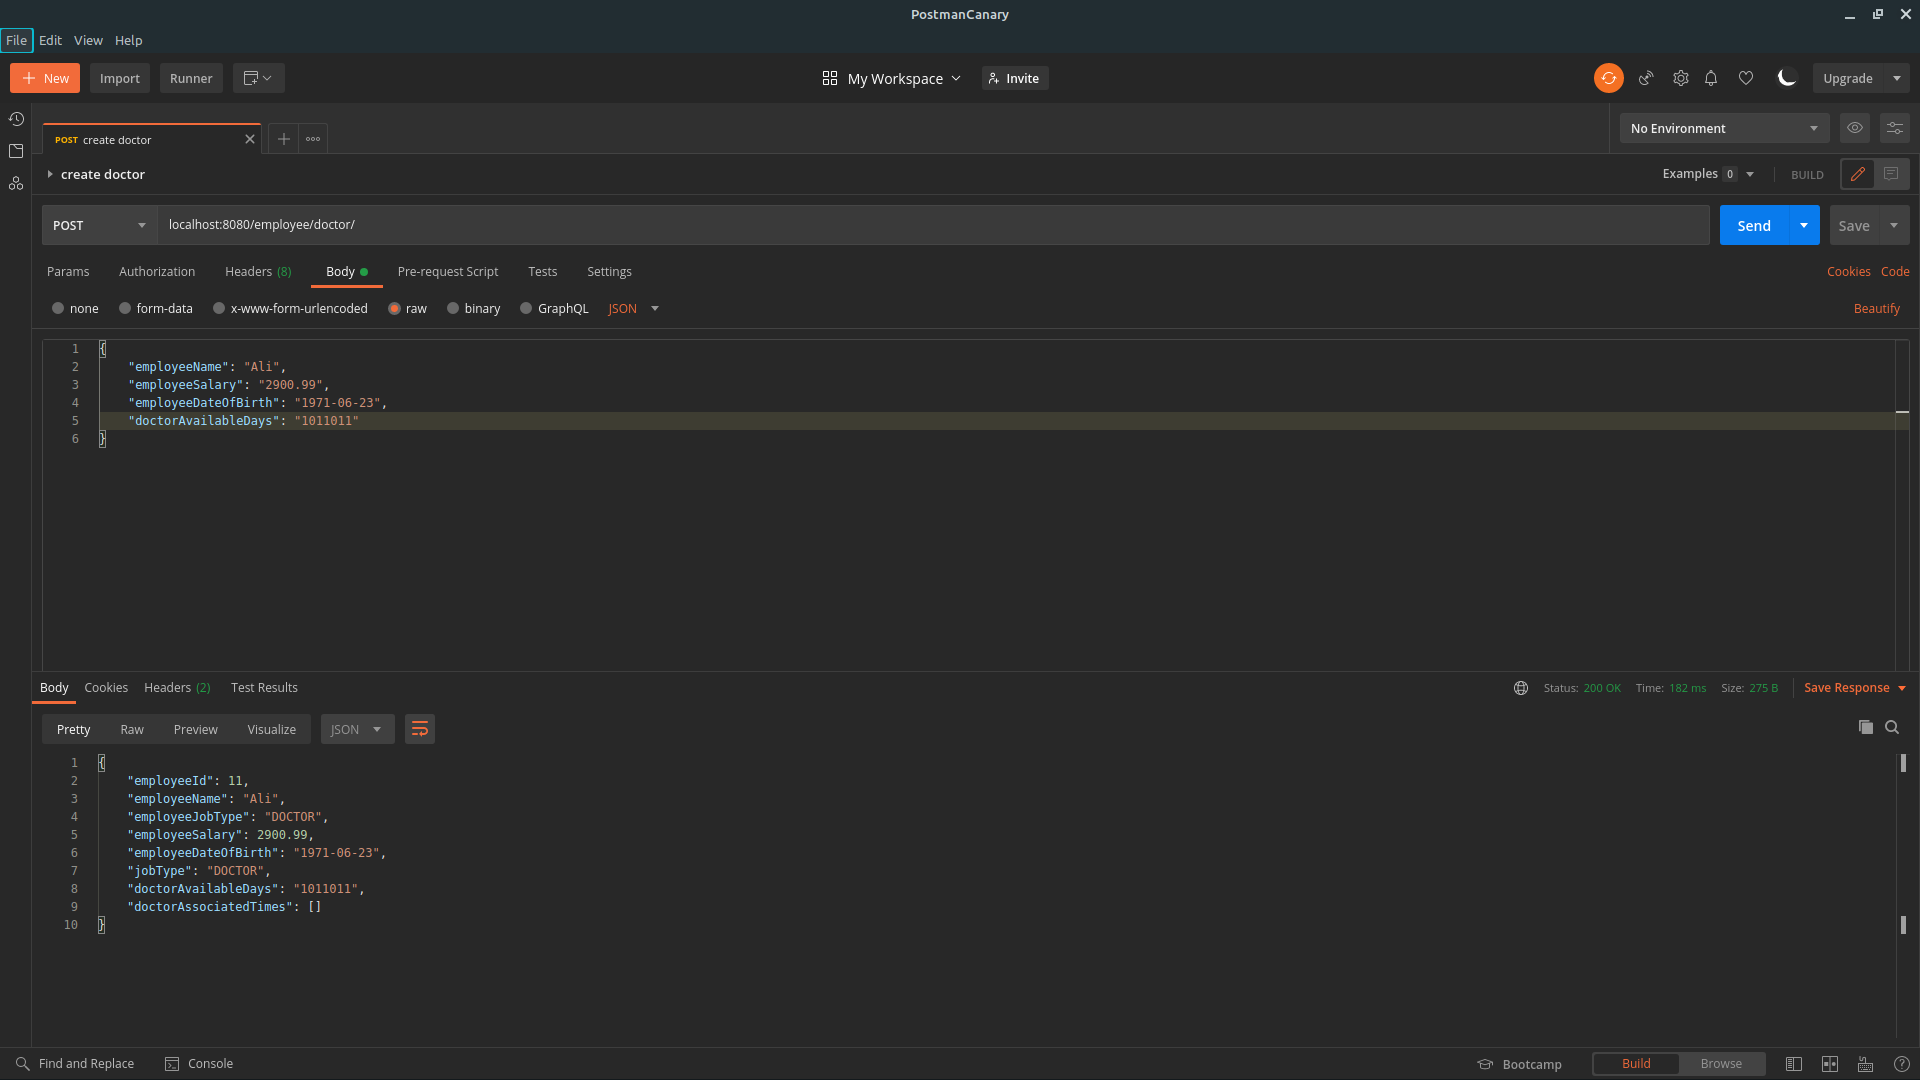 PostmanCanary
File Edit View Help
New Import Runner My Workspace Invite Upgrade
POST create doctor No Environment
create doctor Examples 0 BUILD
POST localhost:8080/employee/doctor/ Send Save
Params Authorization Headers (8) Body Pre-request Script Tests Settings Cookies Code
none form-data x-www-form-urlencoded raw binary GraphQL JSON Beautify
1 {
2 "employeeName": "Ali",
3 "employeeSalary": "2900.99",
4 "employeeDateOfBirth": "1971-06-23",
5 "doctorAvailableDays": "1011011"
6 }
Body Cookies Headers (2) Test Results Status: 200 OK Time: 182 ms Size: 275 B Save Response
Pretty Raw Preview Visualize JSON
1 {
2 "employeeId": 11,
3 "employeeName": "Ali",
4 "employeeJobType": "DOCTOR",
5 "employeeSalary": 2900.99,
6 "employeeDateOfBirth": "1971-06-23",
7 "jobType": "DOCTOR",
8 "doctorAvailableDays": "1011011",
9 "doctorAssociatedTimes": []
10 }
Find and Replace Console Bootcamp Build Browse